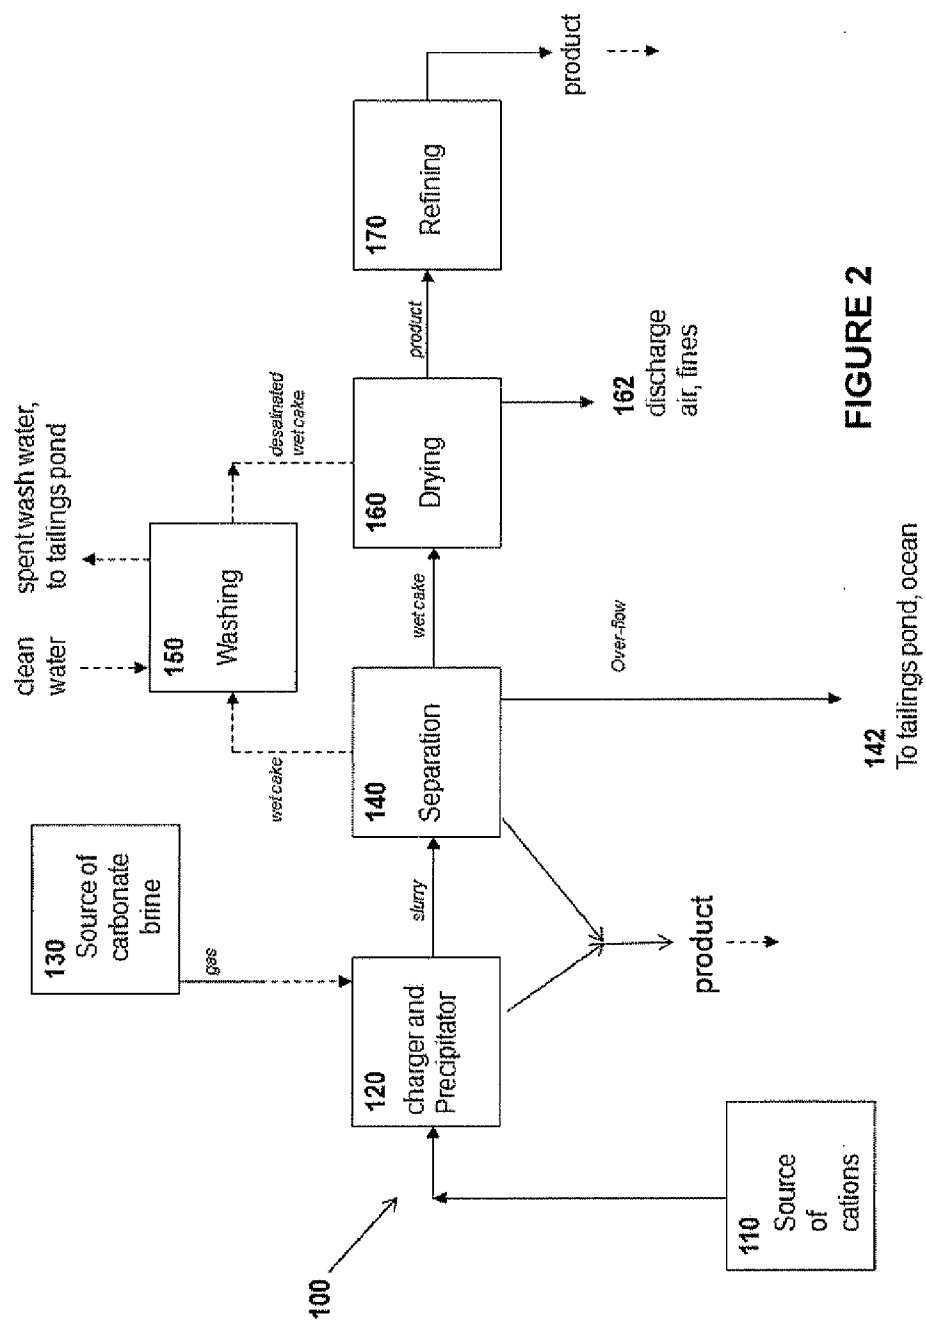 100
110
Source
of
cations
120
charger and
Precipitator
130
Source of
carbonate
brine
gas
slurry
140
Separation
product
wet cake
wet cake
150
Washing
clean
water
spent wash water,
to tailings pond
desalinated
wet cake
Over-flow
142
To tailings pond, ocean
160
Drying
162
discharge
air, fines
product
170
Refining
product
FIGURE 2